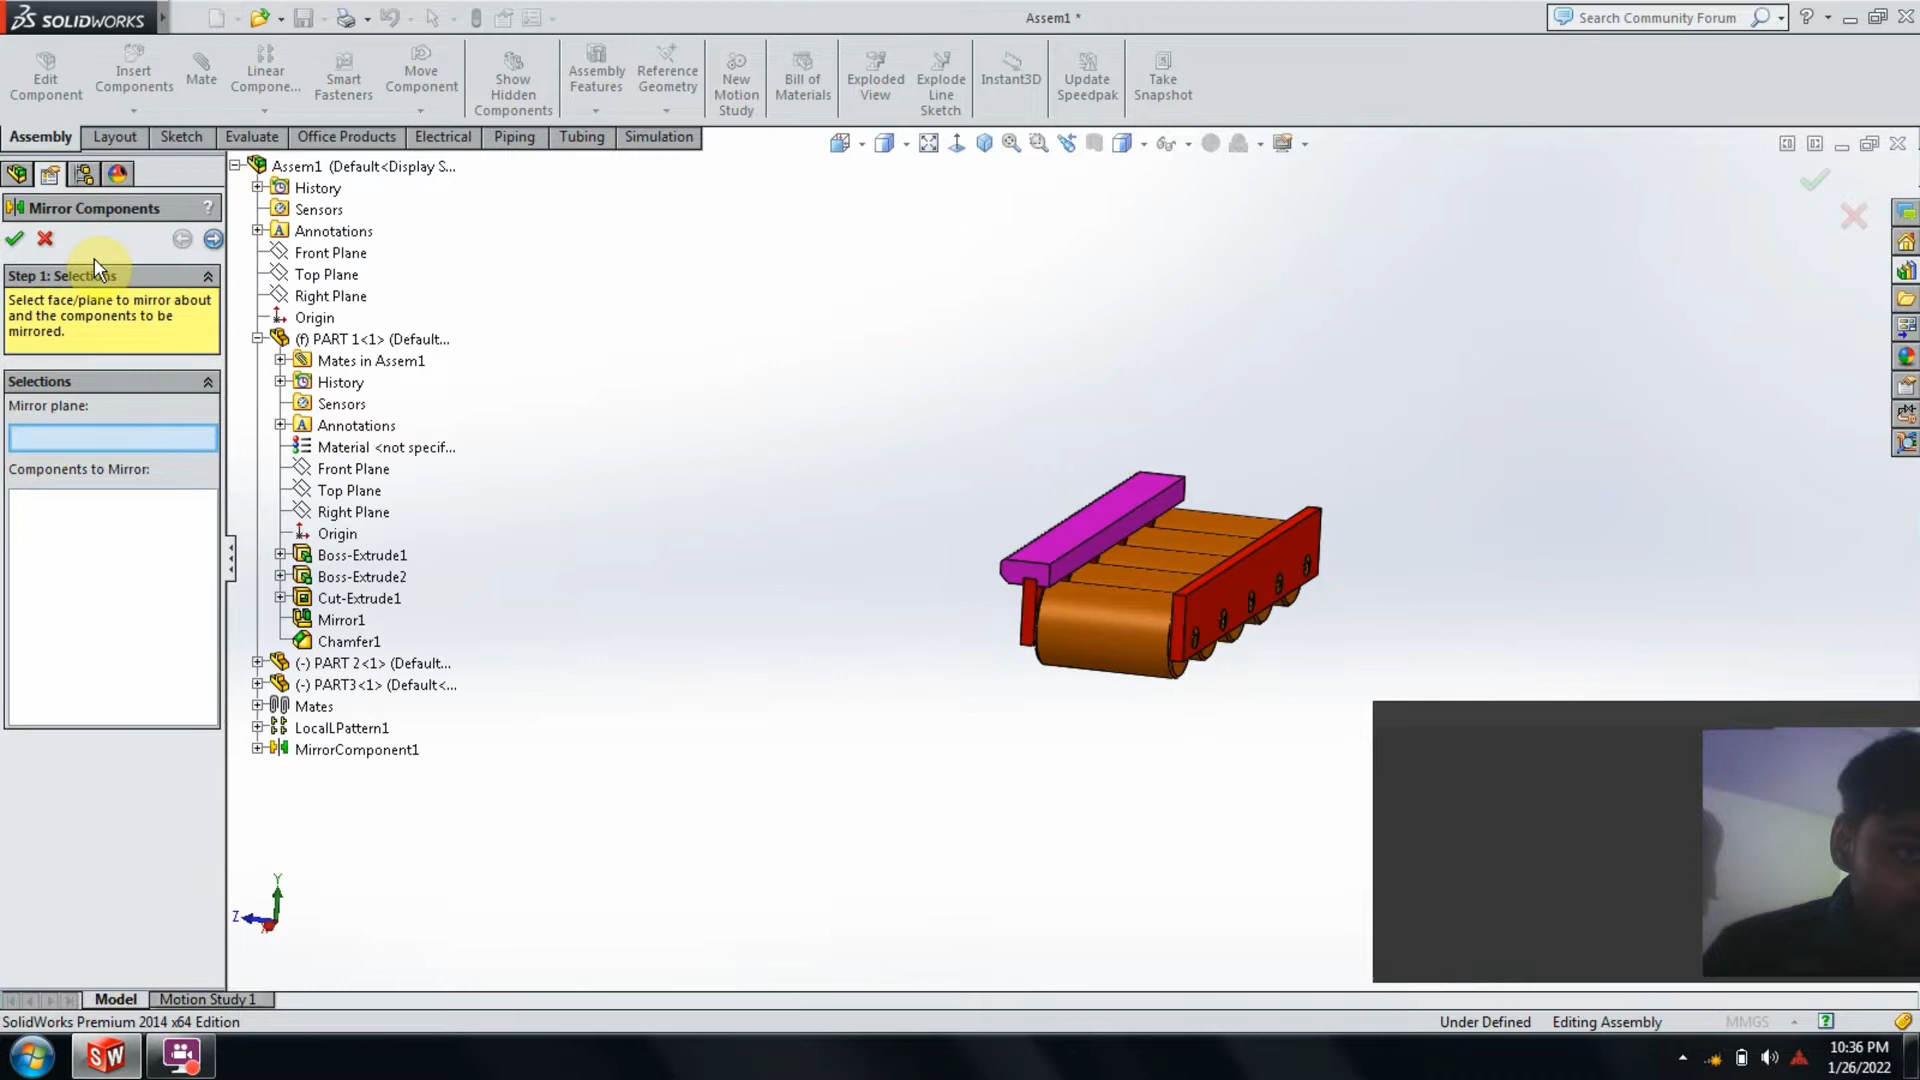 SOLIDWORKS
Assem1 *
Search Community Forum
Edit Component
Insert Components
Mate
Linear Compone...
Smart Fasteners
Move Component
Show Hidden Components
Assembly Features
Reference Geometry
New Motion Study
Bill of Materials
Exploded View
Explode Line Sketch
Instant3D
Update Speedpak
Take Snapshot
Assembly
Layout
Sketch
Evaluate
Office Products
Electrical
Piping
Tubing
Simulation
Mirror Components
?
Step 1: Selections
Select face/plane to mirror about
and the components to be
mirrored.
Selections
Mirror plane:
Components to Mirror:
Assem1 (Default<Display S...
History
Sensors
Annotations
Front Plane
Top Plane
Right Plane
Origin
(f) PART 1<1> (Default...
Mates in Assem1
History
Sensors
Annotations
Material <not specif...
Front Plane
Top Plane
Right Plane
Origin
Boss-Extrude1
Boss-Extrude2
Cut-Extrude1
Mirror1
Chamfer1
(-) PART 2<1> (Default...
(-) PART3<1> (Default<...
Mates
LocalLPattern1
MirrorComponent1
Y
Z
Model
Motion Study 1
SolidWorks Premium 2014 x64 Edition
Under Defined
Editing Assembly
MMGS
SW
10:36 PM
1/26/2022